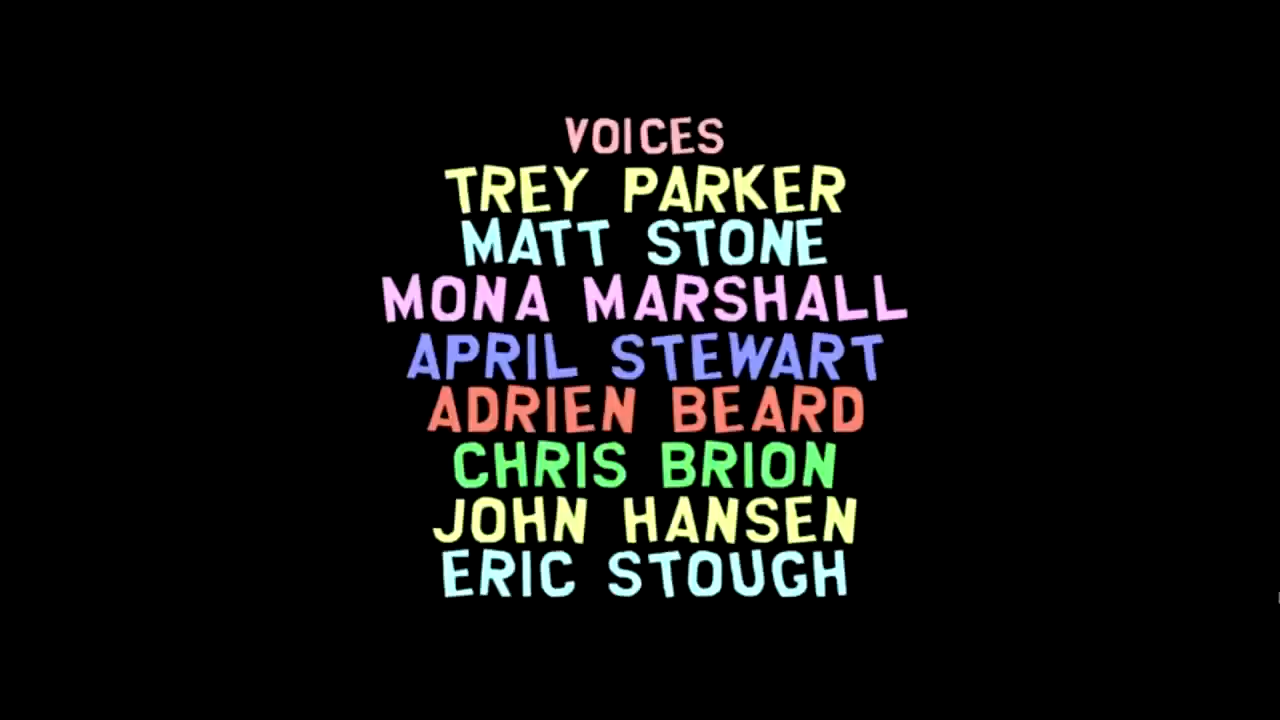 VOICES
TREY PARKER
MATT STONE
MONA MARSHALL
APRIL STEWART
ADRIEN BEARD
CHRIS BRION
JOHN HANSEN
ERIC STOUGH